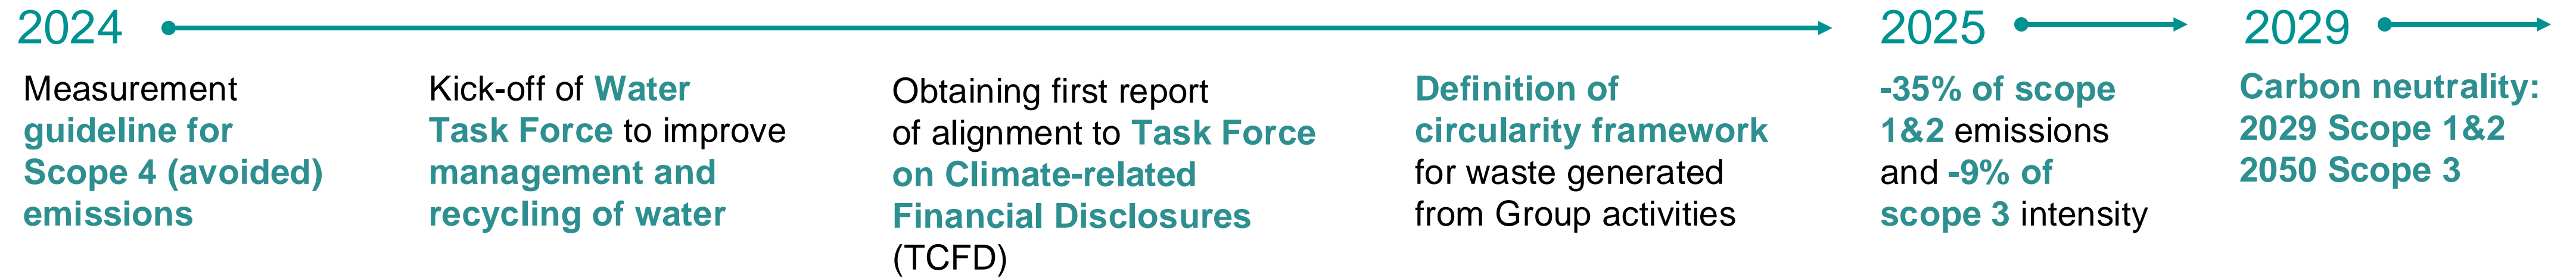 2024
Measurement
guideline for
Scope 4 (avoided)
emissions
Kick-off of Water
Task Force to improve
management and
recycling of water
Obtaining first report
of alignment to Task Force
on Climate-related
Financial Disclosures
(TCFD)
Definition of
circularity framework
for waste generated
from Group activities
2025
-35% of scope
1&2 emissions
and -9% of
scope 3 intensity
2029
Carbon neutrality:
2029 Scope 1&2
2050 Scope 3